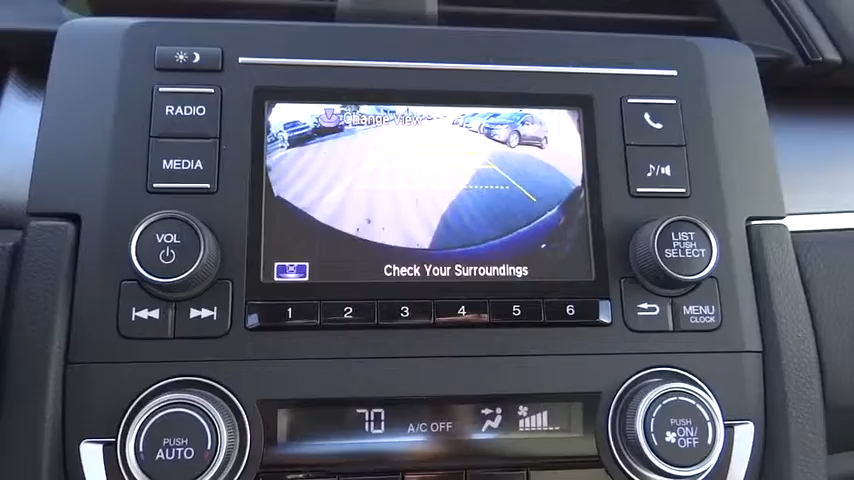 RADIO
MEDIA
VOL
Change View
Check Your Surroundings
1 2 3 4 5 6
LIST
PUSH
SELECT
MENU
CLOCK
PUSH
AUTO
70
A/C OFF
PUSH
ON/
OFF